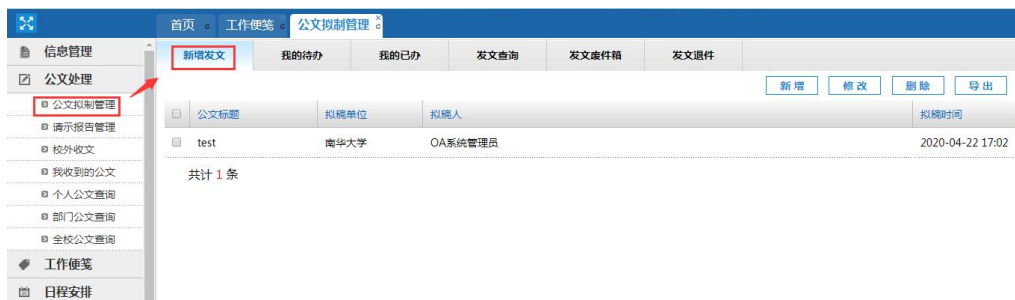 首页 工作便笺 公文拟制管理
信息管理
新增发文 我的待办 我的已办 发文查询 发文废件箱 发文退件
公文处理
新增 修改 删除 导出
公文拟制管理
公文标题 拟稿单位 拟稿人 拟稿时间
请示报告管理
校外收文
test 南华大学 OA系统管理员 2020-04-22 17:02
我收到的公文
共计 1 条
个人公文查询
部门公文查询
全校公文查询
工作便笺
日程安排